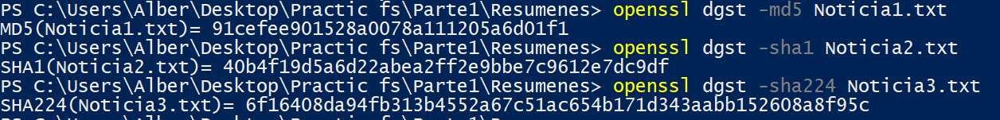 PS C:\Users\Alber\Desktop\Practic fs\Parte1\Resumenes> openssl dgst -md5 Noticia1.txt
MD5(Noticia1.txt)= 91cefee901528a0078a111205a6d01f1
PS C:\Users\Alber\Desktop\Practic fs\Parte1\Resumenes> openssl dgst -sha1 Noticia2.txt
SHA1(Noticia2.txt)= 40b4f19d5a6d22abea2ff2e9bbe7c9612e7dc9df
PS C:\Users\Alber\Desktop\Practic fs\Parte1\Resumenes> openssl dgst -sha224 Noticia3.txt
SHA224(Noticia3.txt)= 6f16408da94fb313b4552a67c51ac654b171d343aabb152608a8f95c